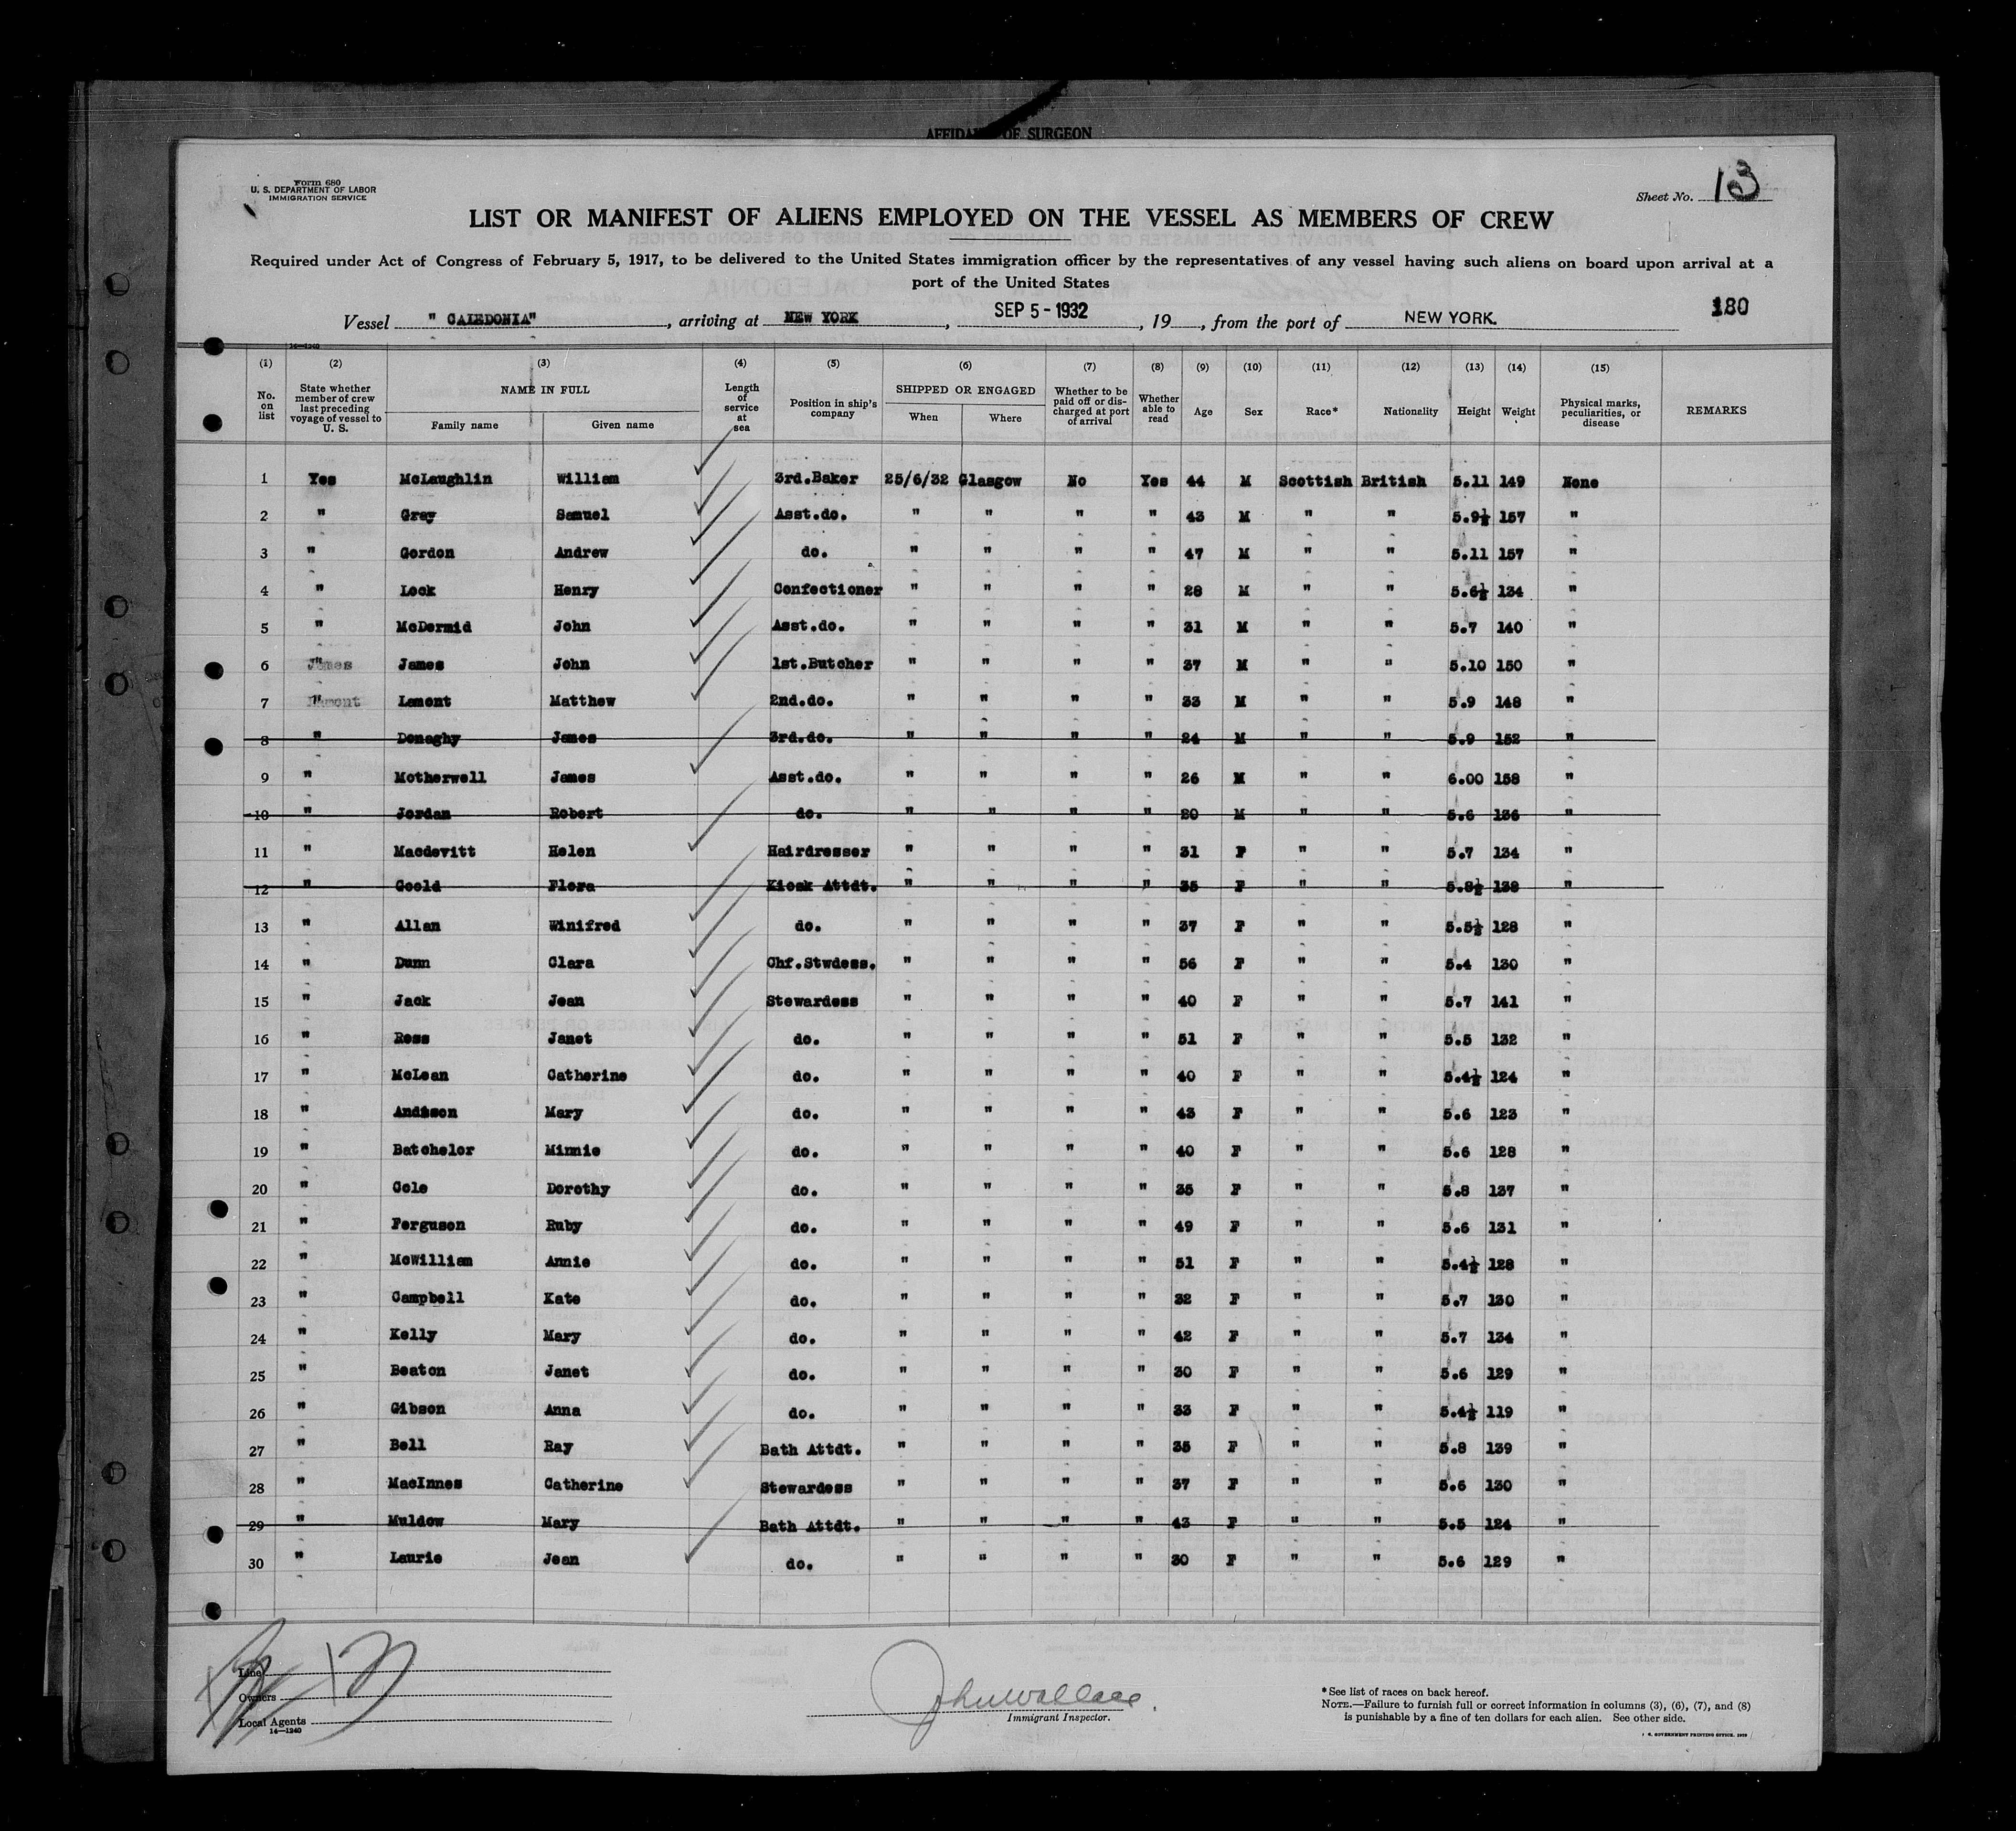 AFFIDA OF SURGEON
Form 680
U. S. DEPARTMENT OF LABOR
IMMIGRATION SERVICE
Sheet No. 13
LIST OR MANIFEST OF ALIENS EMPLOYED ON THE VESSEL AS MEMBERS OF CREW
Required under Act of Congress of February 5, 1917, to be delivered to the United States immigration officer by the representatives of any vessel having such aliens on board upon arrival at a
port of the United States
180
Vessel "CALEDONIA", arriving at NEW YORK, SEP 5 - 1932, 19, from the port of NEW YORK.
14—1240
(1) (2) (3) (4) (5) (6) (7) (8) (9) (10) (11) (12) (13) (14) (15)
No. on list State whether member of crew last preceding voyage of vessel to U. S. NAME IN FULL Family name Given name Length of service at sea Position in ship's company SHIPPED OR ENGAGED When Where Whether to be paid off or discharged at port of arrival Whether able to read Age Sex Race* Nationality Height Weight Physical marks, peculiarities, or disease REMARKS
1 Yes McLaughlin William 3rd.Baker 25/6/32 Glasgow No Yes 44 M Scottish British 5.11 149 None
2 " Gray Samuel Asst.do. " " " " 43 M " " 5.9½ 157 "
3 " Gordon Andrew do. " " " " 47 M " " 5.11 157 "
4 " Lock Henry Confectioner " " " " 28 M " " 5.6½ 134 "
5 " McDermid John Asst.do. " " " " 31 M " " 5.7 140 "
6 " James John 1st.Butcher " " " " 37 M " " 5.10 150 "
7 " Lamont Matthew 2nd.do. " " " " 33 M " " 5.9 148 "
8 " Donaghy James 3rd.do. " " " " 24 M " " 5.9 152 "
9 " Motherwell James Asst.do. " " " " 26 M " " 6.00 158 "
10 " Jordan Robert do. " " " " 20 M " " 5.6 136 "
11 " Macdevitt Helen Hairdresser " " " " 31 F " " 5.7 134 "
12 " Goold Flora Kiosk Attdt. " " " " 35 F " " 5.8½ 138 "
13 " Allan Winifred do. " " " " 37 F " " 5.5½ 128 "
14 " Dunn Clara Chf.Stwdess. " " " " 56 F " " 5.4 130 "
15 " Jack Jean Stewardess " " " " 40 F " " 5.7 141 "
16 " Ross Janet do. " " " " 51 F " " 5.5 132 "
17 " McLean Catherine do. " " " " 40 F " " 5.4½ 124 "
18 " Andison Mary do. " " " " 43 F " " 5.6 123 "
19 " Batchelor Minnie do. " " " " 40 F " " 5.6 128 "
20 " Cole Dorothy do. " " " " 35 F " " 5.8 137 "
21 " Ferguson Ruby do. " " " " 49 F " " 5.6 131 "
22 " McWilliam Annie do. " " " " 51 F " " 5.4½ 128 "
23 " Campbell Kate do. " " " " 32 F " " 5.7 130 "
24 " Kelly Mary do. " " " " 42 F " " 5.7 134 "
25 " Beaton Janet do. " " " " 30 F " " 5.6 129 "
26 " Gibson Anna do. " " " " 33 F " " 5.4½ 119 "
27 " Bell Ray Bath Attdt. " " " " 35 F " " 5.8 139 "
28 " MacInnes Catherine Stewardess " " " " 37 F " " 5.6 130 "
29 " Muldow Mary Bath Attdt. " " " " 43 F " " 5.5 124 "
30 " Laurie Jean do. " " " " 30 F " " 5.6 129 "
Line
Owners
Local Agents
14—1240
John Wallace.
Immigrant Inspector.
*See list of races on back hereof.
NOTE.—Failure to furnish full or correct information in columns (3), (6), (7), and (8)
is punishable by a fine of ten dollars for each alien. See other side.
GOVERNMENT PRINTING OFFICE. 1929